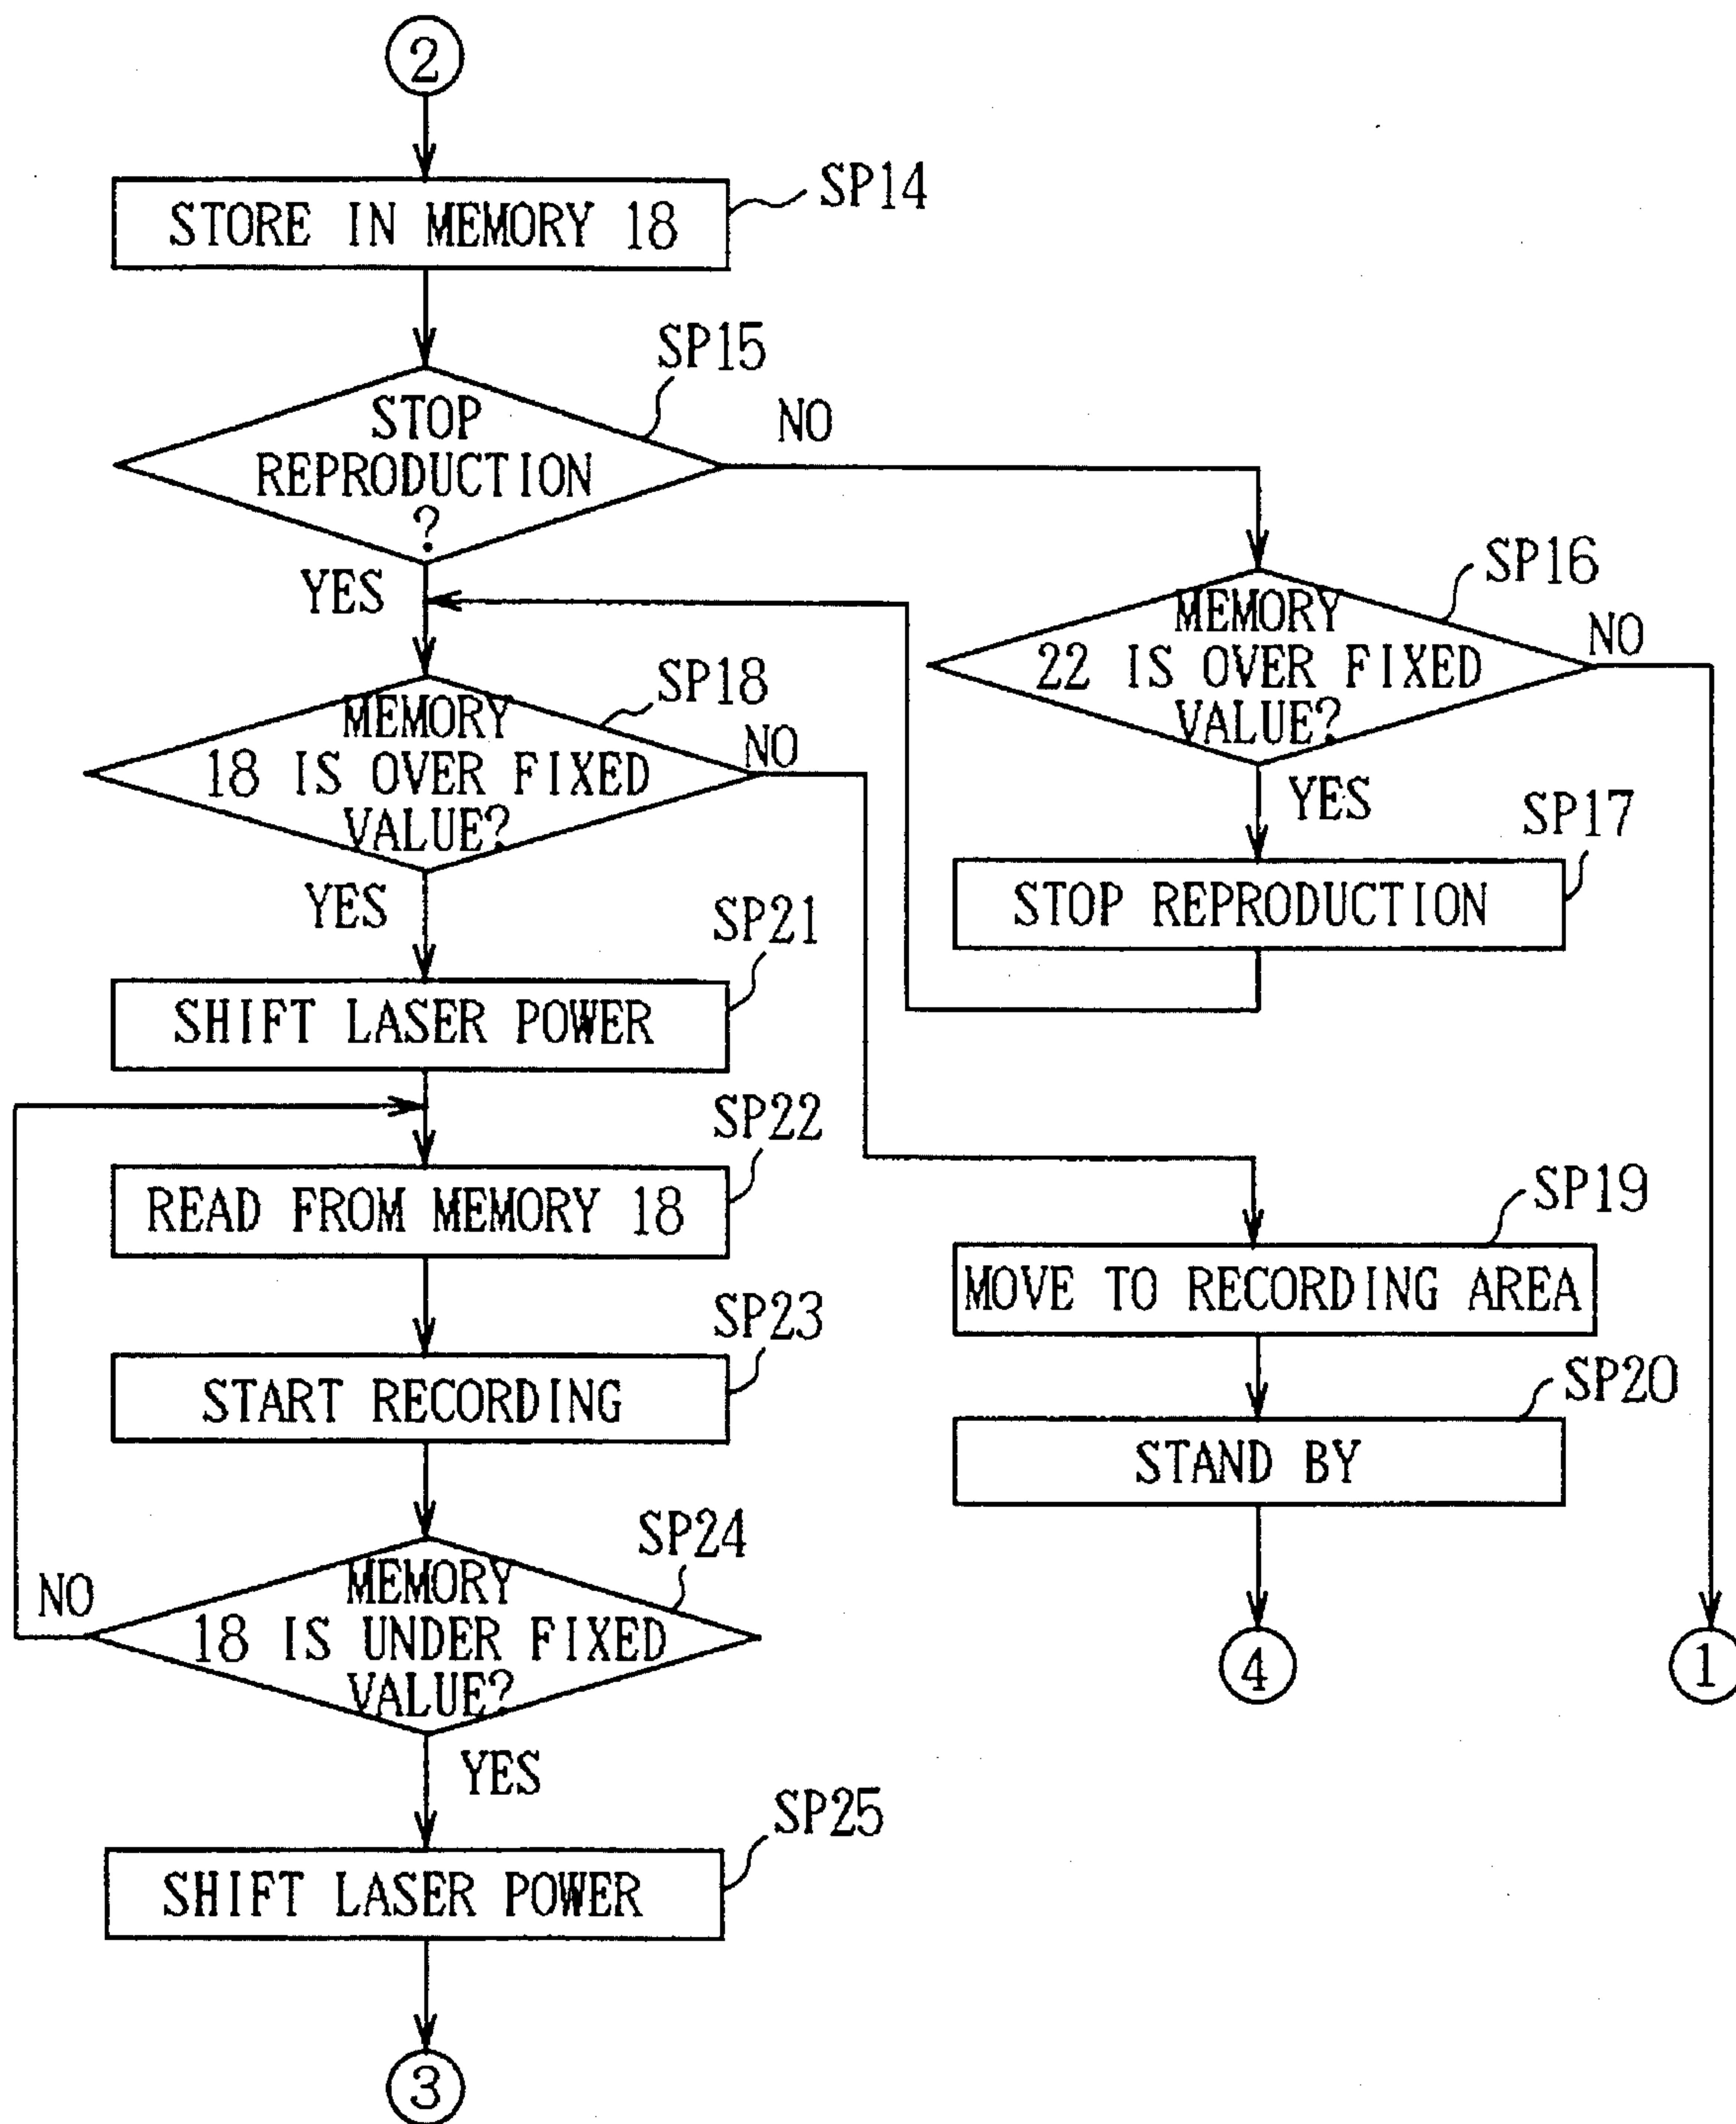 2
SP14
STORE IN MEMORY 18
SP15
STOP
REPRODUCTION
?
NO
YES
SP16
MEMORY
22 IS OVER FIXED
VALUE?
NO
YES
SP17
STOP REPRODUCTION
SP18
MEMORY
18 IS OVER FIXED
VALUE?
NO
YES
SP21
SHIFT LASER POWER
SP22
READ FROM MEMORY 18
SP19
MOVE TO RECORDING AREA
SP23
START RECORDING
SP20
STAND BY
SP24
MEMORY
18 IS UNDER FIXED
VALUE?
NO
YES
4
1
SP25
SHIFT LASER POWER
3